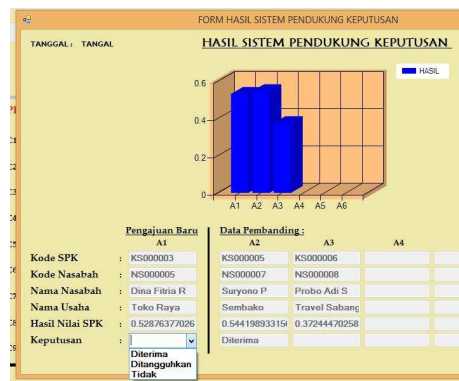 FORM HASIL SISTEM PENDUKUNG KEPUTUSAN
TANGGAL : TANGAL
HASIL SISTEM PENDUKUNG KEPUTUSAN
HASIL
0.6
0.4
0.2
0
A1 A2 A3 A4 A5 A6
Pengajuan Baru Data Pembanding :
A1 A2 A3 A4
Kode SPK : KS000003 KS000005 KS000006
Kode Nasabah : NS000005 NS000007 NS000008
Nama Nasabah : Dina Fitria R Suryono P Probo Adi S
Nama Usaha : Toko Raya Sembako Travel Sabang
Hasil Nilai SPK : 0.52876377026 0.544198933156 0.37244470258
Keputusan : Diterima
Diterima
Ditangguhkan
Tidak